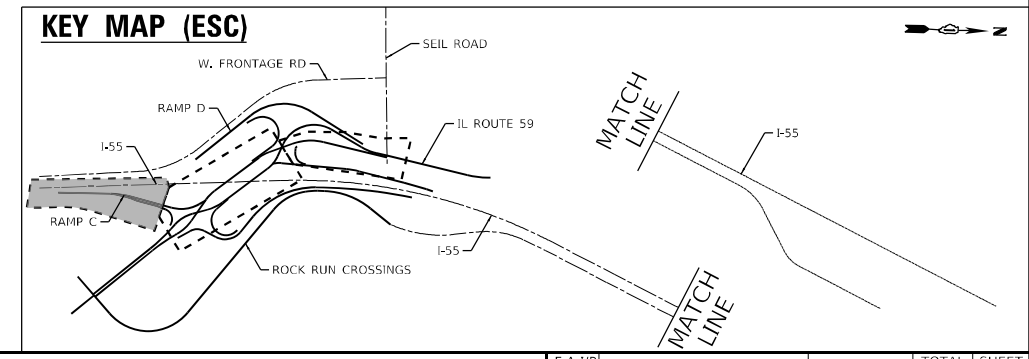 KEY MAP (ESC)
N
SEIL ROAD
W. FRONTAGE RD
RAMP D
IL ROUTE 59
MATCH
LINE
I-55
I-55
RAMP C
I-55
ROCK RUN CROSSINGS
MATCH
LINE
TOTAL SHEET